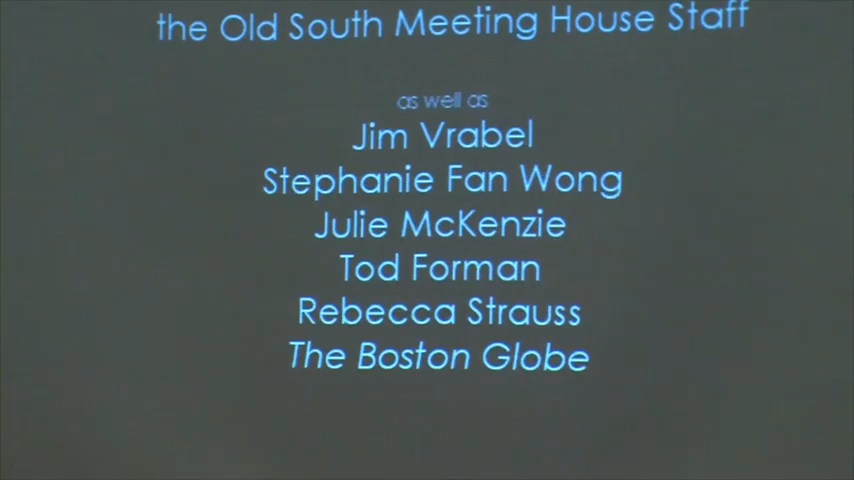 the Old South Meeting House Staff
as well as
Jim Vrabel
Stephanie Fan Wong
Julie McKenzie
Tod Forman
Rebecca Strauss
The Boston Globe